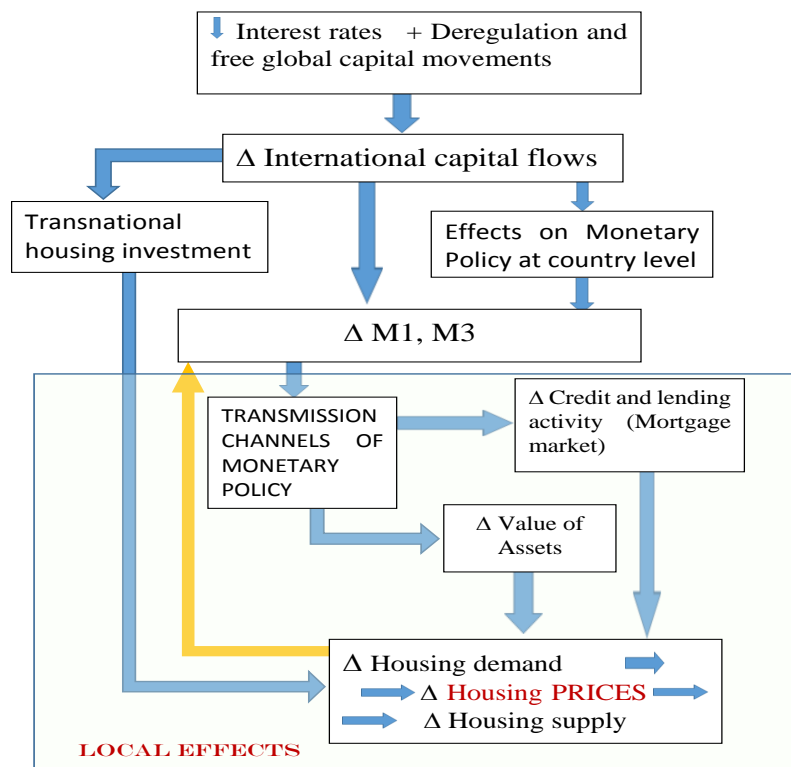 Interest rates + Deregulation and
free global capital movements
Δ International capital flows
Transnational
housing investment
Effects on Monetary
Policy at country level
Δ M1, M3
TRANSMISSION
CHANNELS OF
MONETARY
POLICY
Δ Credit and lending
activity (Mortgage
market)
Δ Value of
Assets
Δ Housing demand
Δ Housing PRICES
Δ Housing supply
LOCAL EFFECTS